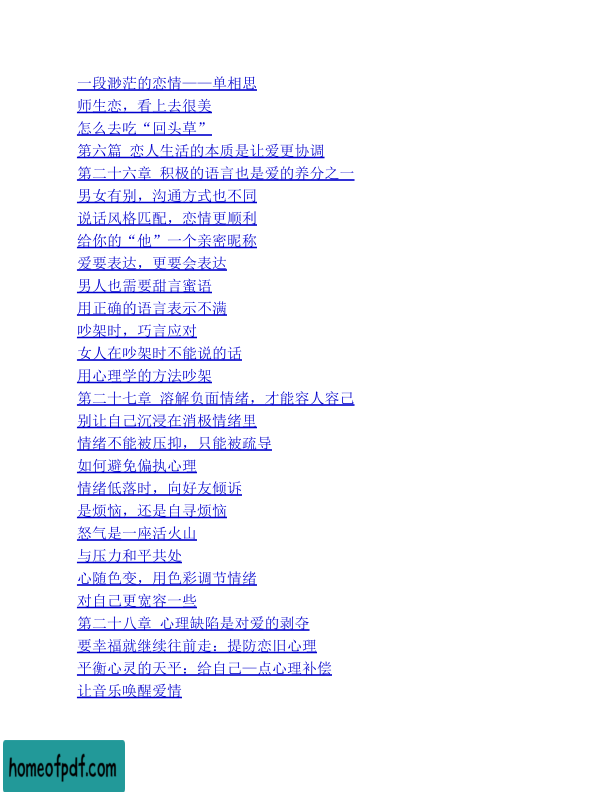 一段渺茫的恋情——单相思
师生恋，看上去很美
怎么去吃“回头草”
第六篇 恋人生活的本质是让爱更协调
第二十六章 积极的语言也是爱的养分之一
男女有别，沟通方式也不同
说话风格匹配，恋情更顺利
给你的“他”一个亲密昵称
爱要表达，更要会表达
男人也需要甜言蜜语
用正确的语言表示不满
吵架时，巧言应对
女人在吵架时不能说的话
用心理学的方法吵架
第二十七章 溶解负面情绪，才能容人容己
别让自己沉浸在消极情绪里
情绪不能被压抑，只能被疏导
如何避免偏执心理
情绪低落时，向好友倾诉
是烦恼，还是自寻烦恼
怒气是一座活火山
与压力和平共处
心随色变，用色彩调节情绪
对自己更宽容一些
第二十八章 心理缺陷是对爱的剥夺
要幸福就继续往前走：提防恋旧心理
平衡心灵的天平：给自己—点心理补偿
让音乐唤醒爱情
homeofpdf.com